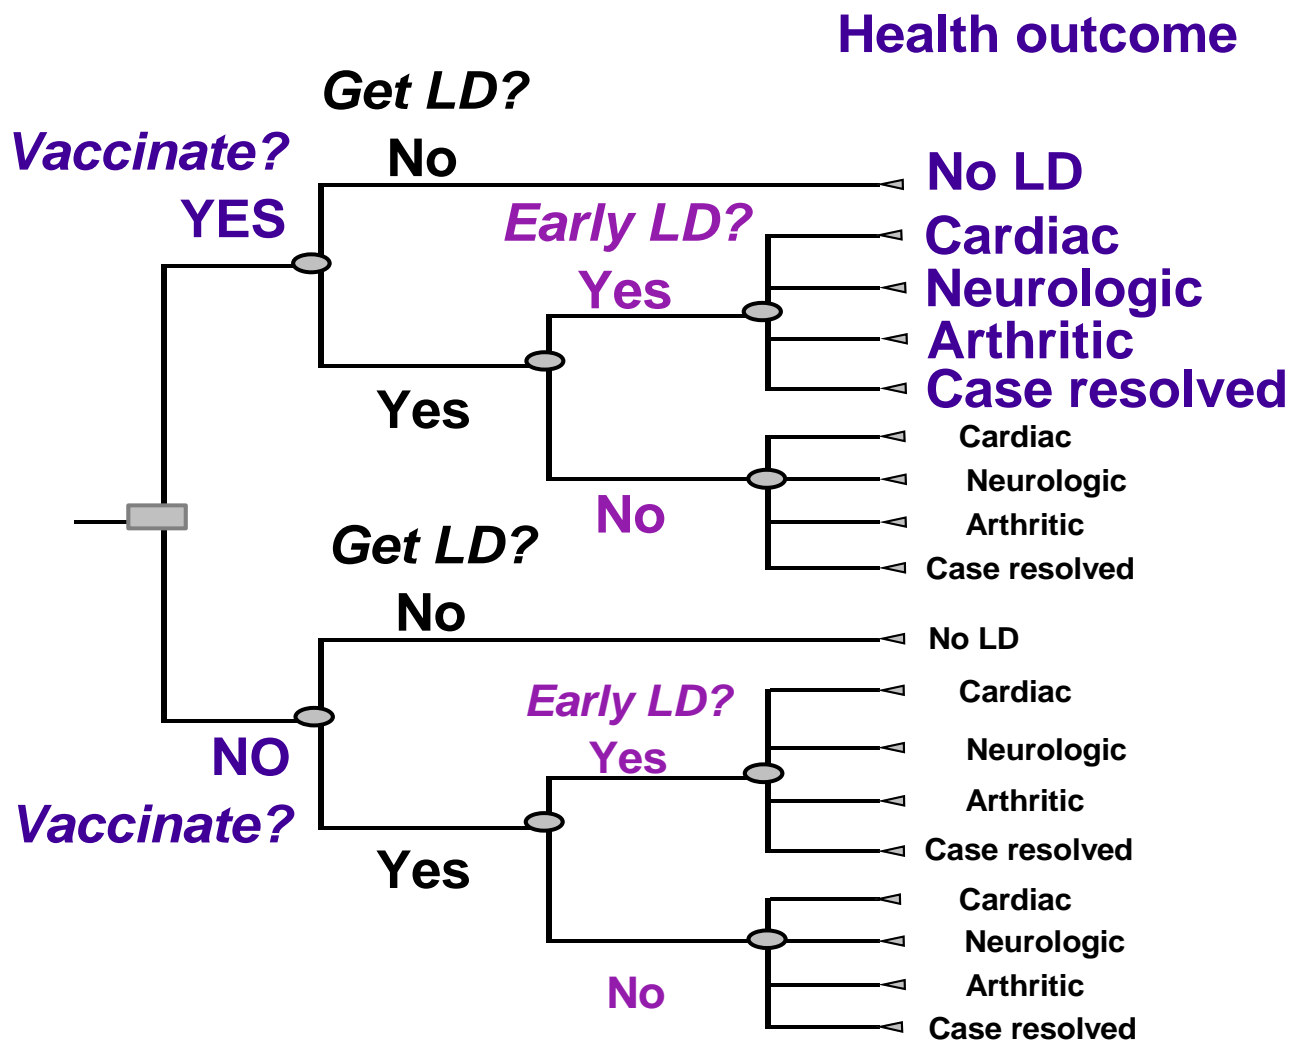 Health outcome
Get LD?
Vaccinate?
No
No LD
YES
Early LD?
Cardiac
Yes
Neurologic
Arthritic
Case resolved
Yes
Cardiac
Neurologic
No
Arthritic
Get LD?
Case resolved
No
No LD
Early LD?
Cardiac
NO
Yes
Neurologic
Arthritic
Vaccinate?
Case resolved
Yes
Cardiac
Neurologic
No
Arthritic
Case resolved